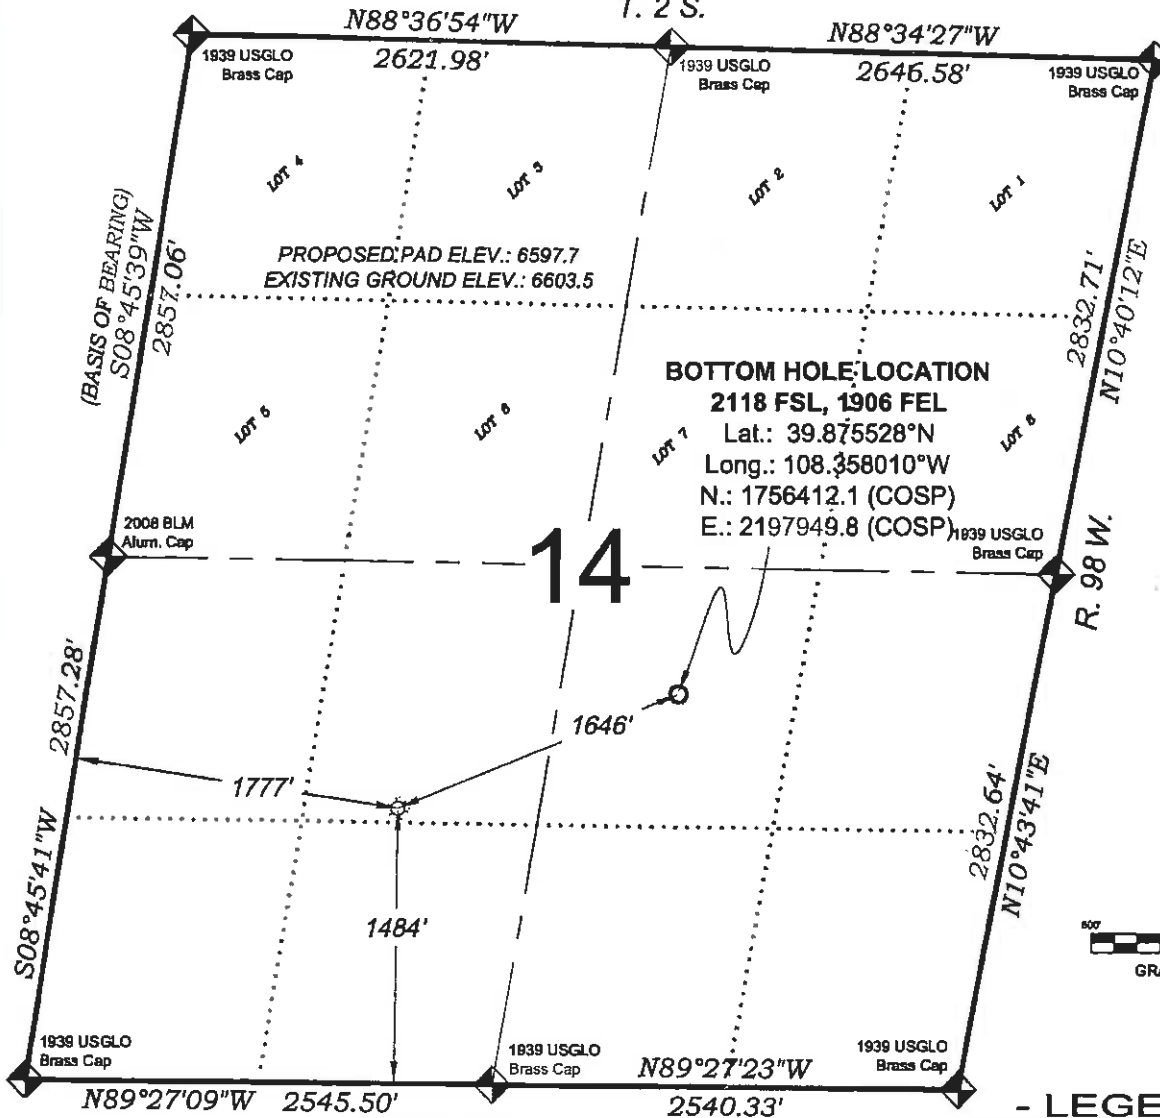 T. 2 S.
N88°36'54"W
2621.98'
N88°34'27"W
2646.58'
1939 USGLO
Brass Cap
1939 USGLO
Brass Cap
1939 USGLO
Brass Cap
LOT 4
LOT 3
LOT 2
LOT 1
(BASIS OF BEARING)
S08°45'39"W
2857.06'
PROPOSED PAD ELEV.: 6597.7
EXISTING GROUND ELEV.: 6603.5
2832.71'
N10°40'12"E
BOTTOM HOLE LOCATION
2118 FSL, 1906 FEL
Lat.: 39.875528°N
Long.: 108.358010°W
N.: 1756412.1 (COSP)
E.: 2197949.8 (COSP)
LOT 5
LOT 6
LOT 7
LOT 8
2008 BLM
Alum. Cap
14
1939 USGLO
Brass Cap
R. 98 W.
2857.28'
S08°45'41"W
1646'
1777'
1484'
2832.64'
N10°43'41"E
600'
GRA
1939 USGLO
Brass Cap
1939 USGLO
Brass Cap
1939 USGLO
Brass Cap
N89°27'09"W 2545.50'
N89°27'23"W
2540.33'
- LEGE